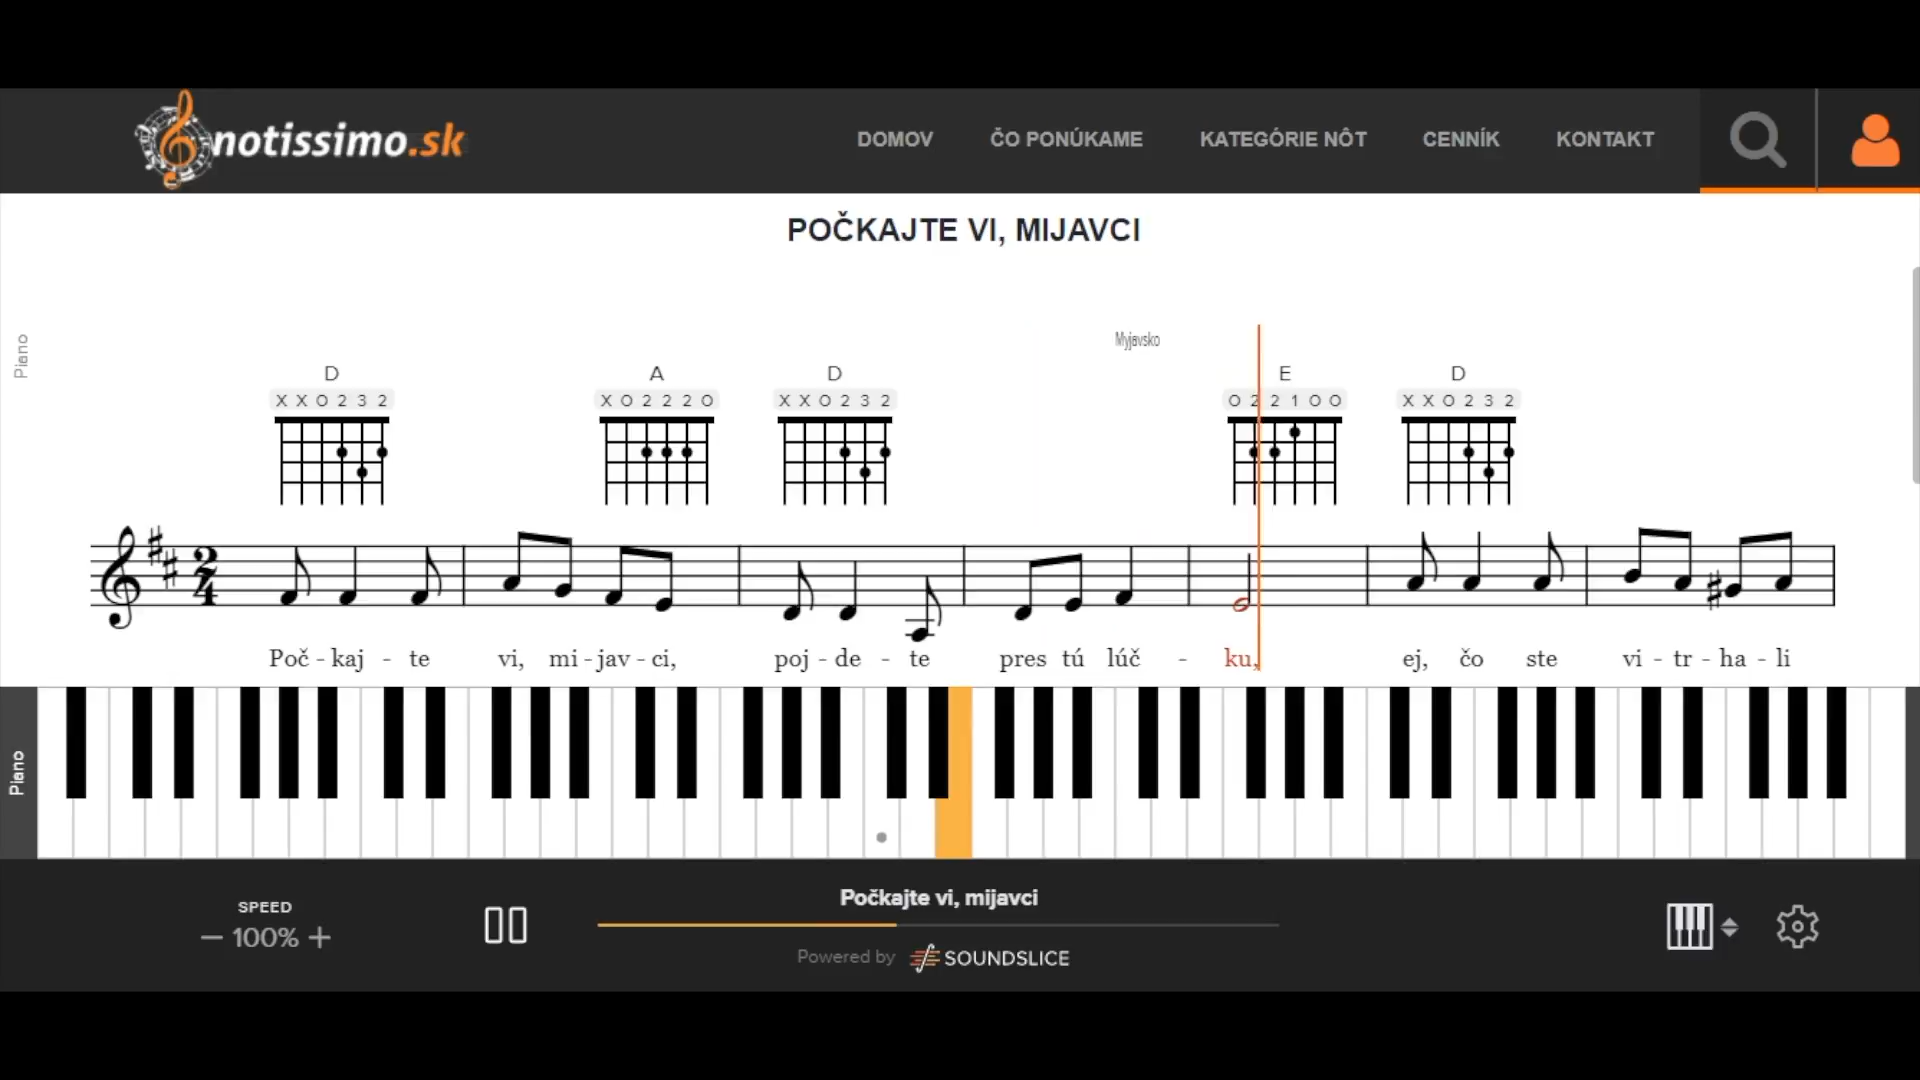 notissimo.sk
DOMOV ČO PONÚKAME KATEGÓRIE NÔT CENNÍK KONTAKT
POČKAJTE VI, MIJAVCI
Piano
Myjavsko
D A D E D
X X O 2 3 2 X O 2 2 2 O X X O 2 3 2 O 2 2 1 O O X X O 2 3 2
2
4
Poč - kaj - te vi, mi - jav - ci, poj - de - te pres tú lúč - ku, ej, čo ste vi - tr - ha - li
Piano
Počkajte vi, mijavci
SPEED
— 100% +
Powered by SOUNDSLICE